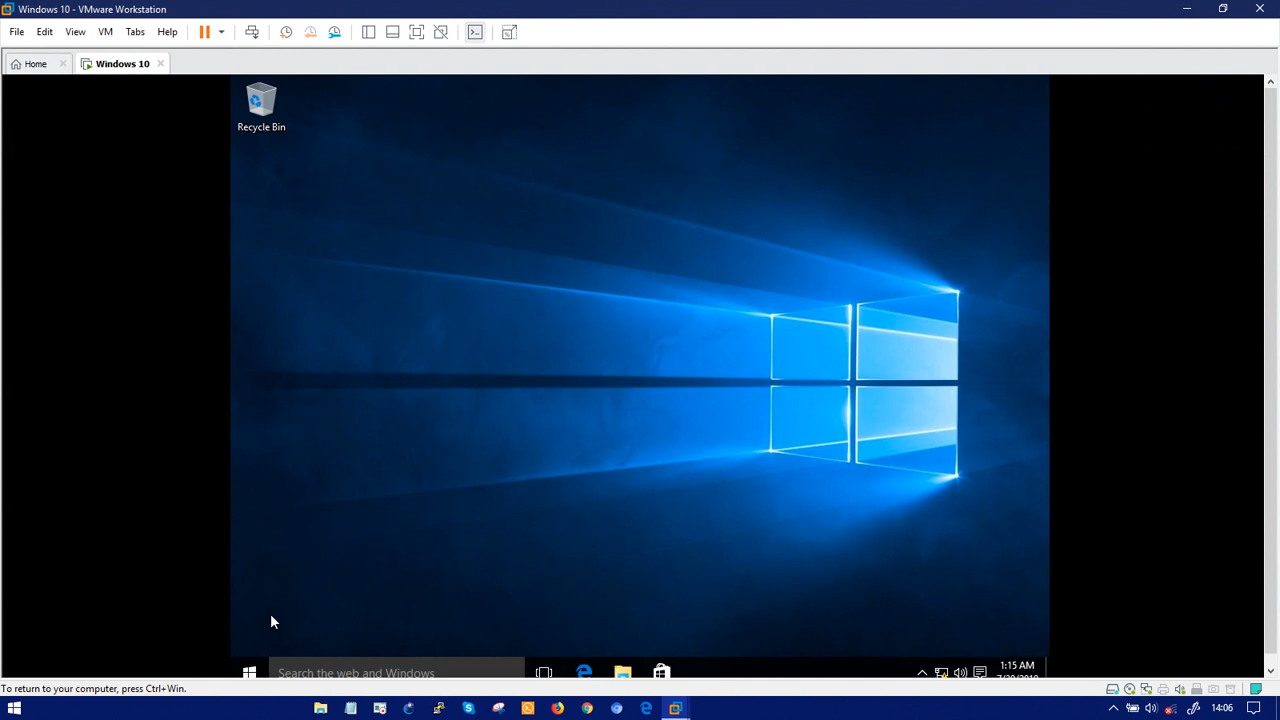 Windows 10 - VMware Workstation
File Edit View VM Tabs Help
Home Windows 10
Recycle Bin
Search the web and Windows
1:15 AM
To return to your computer, press Ctrl+Win.
14:06